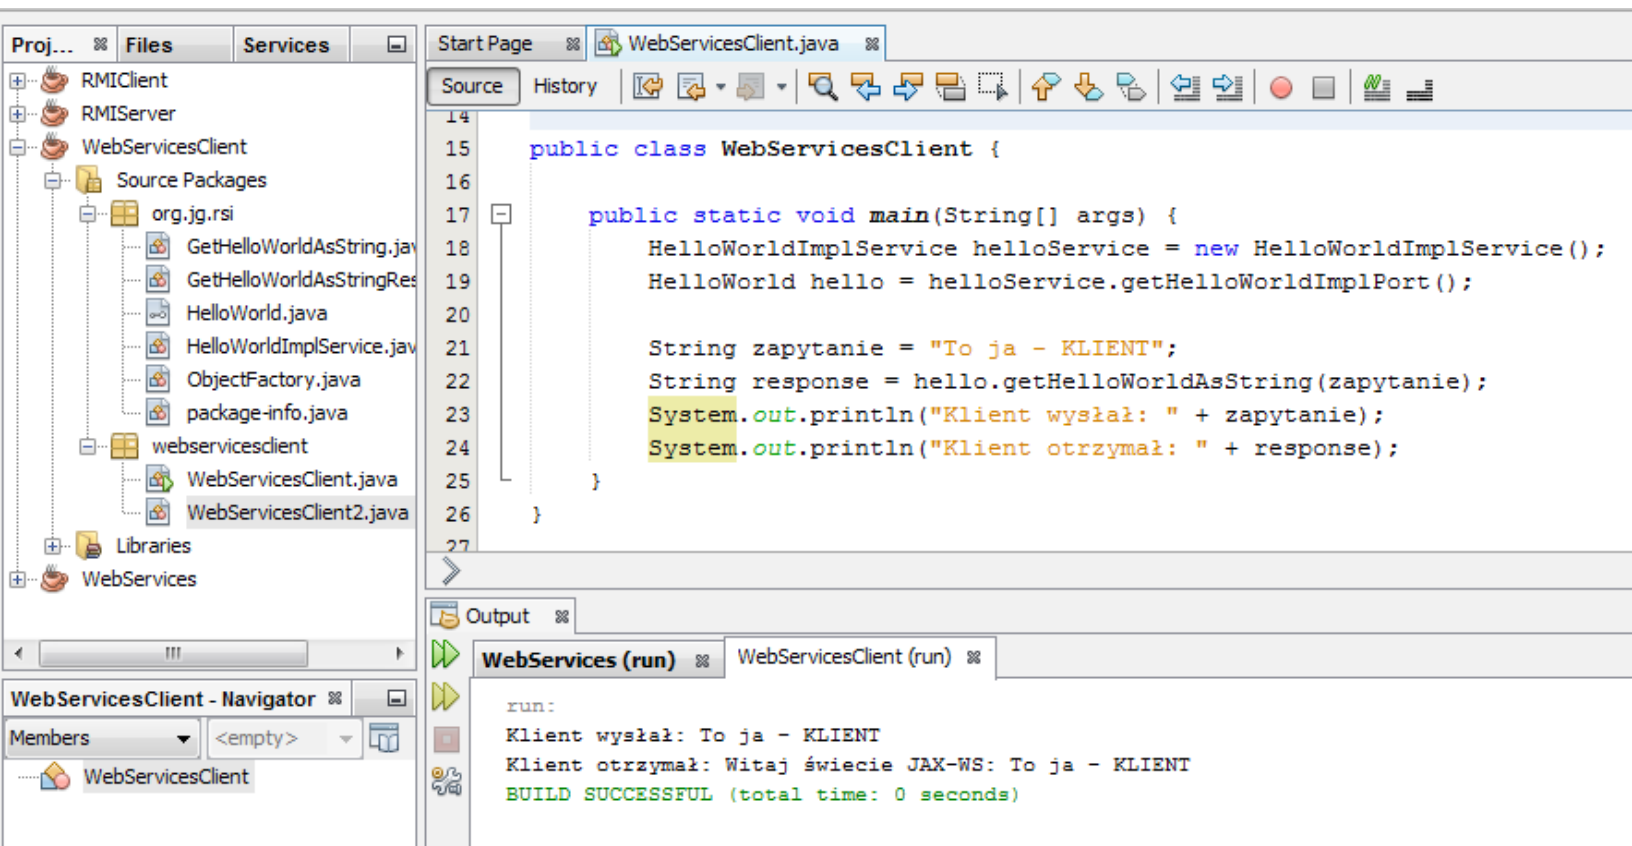 Proj...
Files
Services
RMIClient
RMIServer
WebServicesClient
Source Packages
org.jg.rsi
GetHelloWorldAsString.jav
GetHelloWorldAsStringRes
HelloWorld.java
HelloWorldImplService.jav
ObjectFactory.java
package-info.java
webservicesclient
WebServicesClient.java
WebServicesClient2.java
Libraries
WebServices
WebServicesClient - Navigator
Members
<empty>
WebServicesClient
Start Page
WebServicesClient.java
Source
History
14
15 public class WebServicesClient {
16
17 public static void main(String[] args) {
18 HelloWorldImplService helloService = new HelloWorldImplService();
19 HelloWorld hello = helloService.getHelloWorldImplPort();
20
21 String zapytanie = "To ja - KLIENT";
22 String response = hello.getHelloWorldAsString(zapytanie);
23 System.out.println("Klient wysłał: " + zapytanie);
24 System.out.println("Klient otrzymał: " + response);
25 }
26 }
27
Output
WebServices (run)
WebServicesClient (run)
run:
Klient wysłał: To ja - KLIENT
Klient otrzymał: Witaj świecie JAX-WS: To ja - KLIENT
BUILD SUCCESSFUL (total time: 0 seconds)